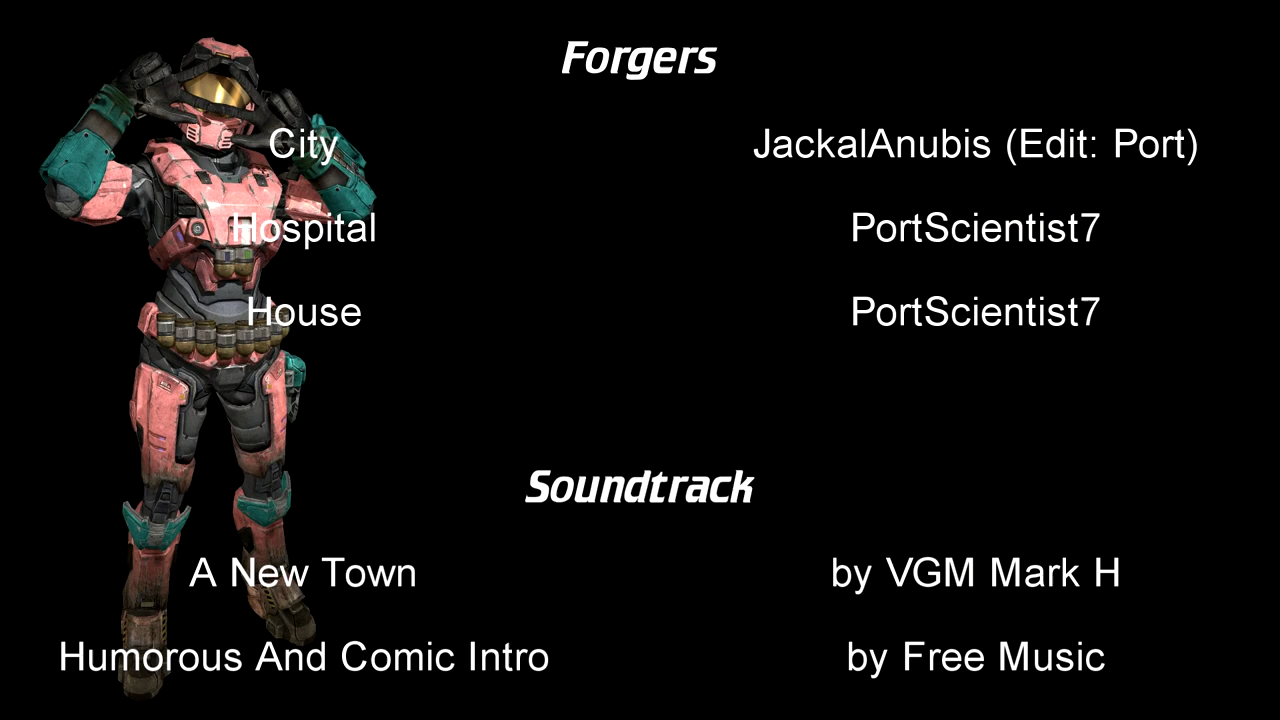 Forgers
City JackalAnubis (Edit: Port)
Hospital PortScientist7
House PortScientist7
Soundtrack
A New Town by VGM Mark H
Humorous And Comic Intro by Free Music